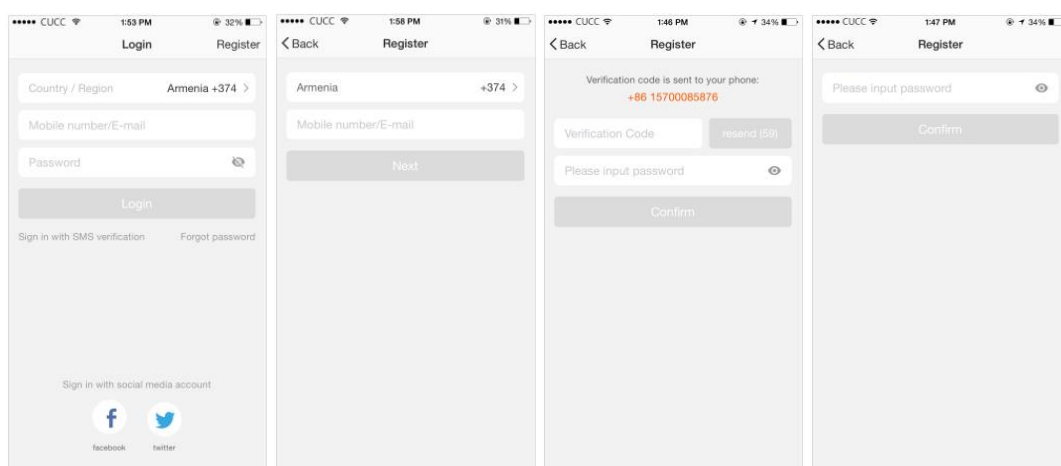 CUCC 1:53 PM 32%
Login Register
Country / Region Armenia +374
Mobile number/E-mail
Password
Login
Sign in with SMS verification Forgot password
Sign in with social media account
facebook twitter
CUCC 1:58 PM 31%
Back Register
Armenia +374
Mobile number/E-mail
Next
CUCC 1:46 PM 34%
Back Register
Verification code is sent to your phone:
+86 15700085876
Verification Code resend (59)
Please input password
Confirm
CUCC 1:47 PM 34%
Back Register
Please input password
Confirm